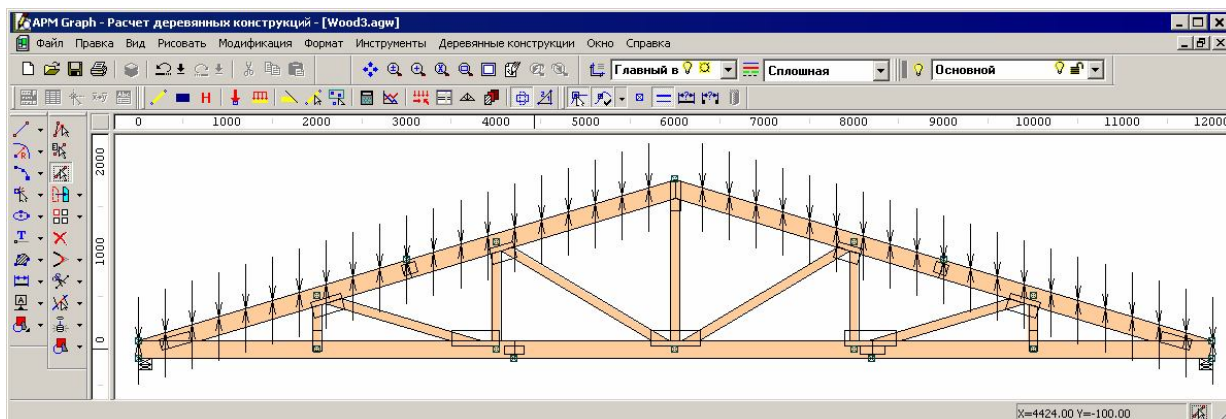 APM Graph - Расчет деревянных конструкций - [Wood3.agw]
Файл Правка Вид Рисовать Модификация Формат Инструменты Деревянные конструкции Окно Справка
Главный в Сплошная Основной
0 1000 2000 3000 4000 5000 6000 7000 8000 9000 10000 11000 12000
2000
1000
0
X=4424.00 Y=-100.00